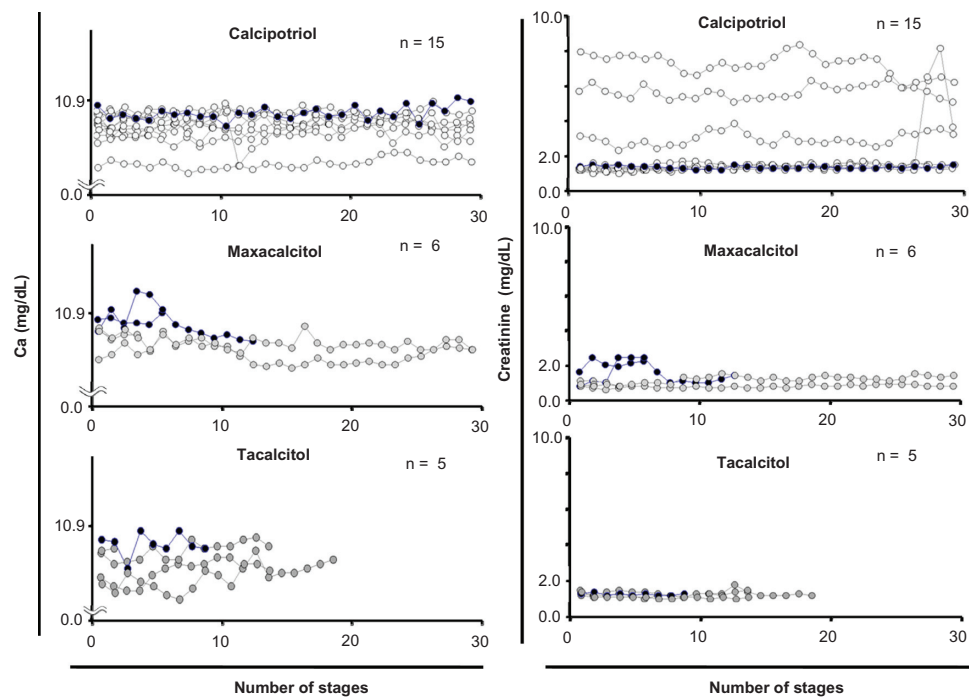 Ca (mg/dL)
Calcipotriol
n = 15
10.9
0.0
0 10 20 30
Maxacalcitol
n = 6
10.9
0.0
0 10 20 30
Tacalcitol
n = 5
10.9
0.0
0 10 20 30
Number of stages
Creatinine (mg/dL)
10.0
Calcipotriol
n = 15
2.0
0.0
0 10 20 30
10.0
Maxacalcitol
n = 6
2.0
0.0
0 10 20 30
10.0
Tacalcitol
n = 5
2.0
0.0
0 10 20 30
Number of stages